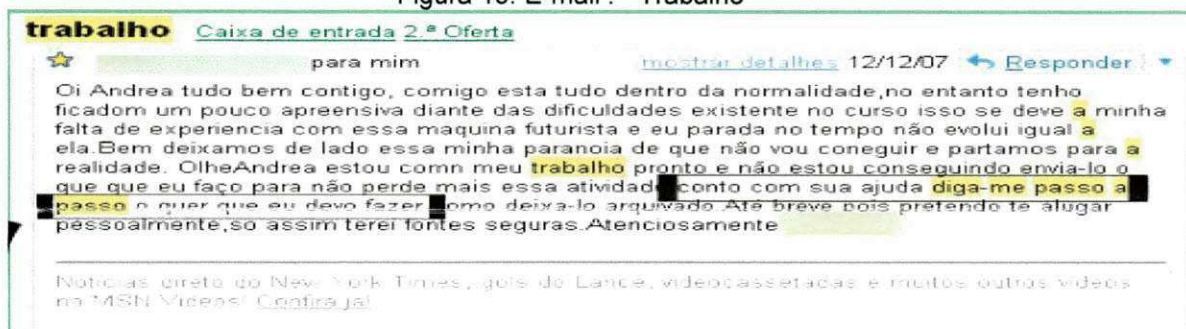 trabalho Caixa de entrada 2.ª Oferta
para mim mostrar detalhes 12/12/07 Responder
Oi Andrea tudo bem contigo, comigo esta tudo dentro da normalidade,no entanto tenho
ficadom um pouco apreensiva diante das dificuldades existente no curso isso se deve a minha
falta de experiencia com essa maquina futurista e eu parada no tempo não evolui igual a
ela.Bem deixamos de lado essa minha paranoia de que não vou coneguir e partamos para a
realidade. OlheAndrea estou comn meu trabalho pronto e não estou conseguindo envia-lo o
que que eu faço para não perde mais essa atividade conto com sua ajuda diga-me passo a
passo o quer que eu devo fazer como deixa-lo arquivado.Até breve pois pretendo te alugar
pessoalmente,so assim terei fontes seguras.Atenciosamente
Noticias direto do New York Times, gols do Lance, videocassetadas e muitos outros videos
no MSN Videos! Confira ja!